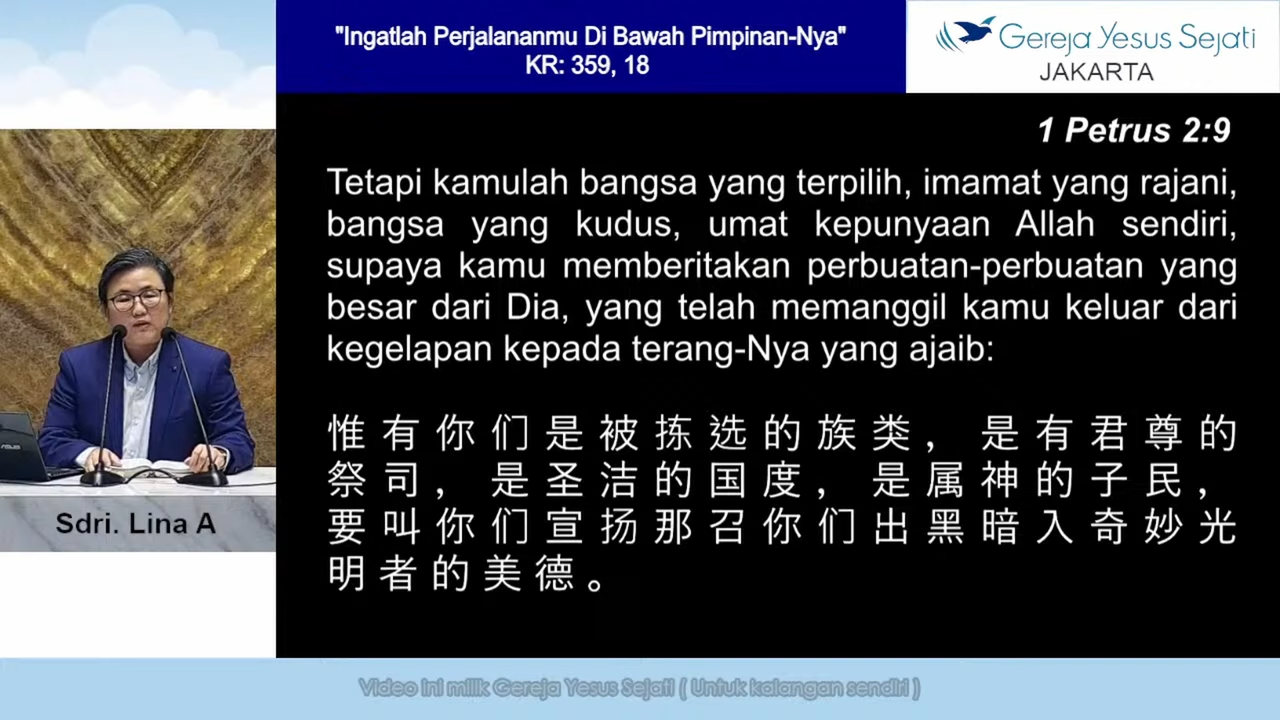 "Ingatlah Perjalananmu Di Bawah Pimpinan-Nya"
KR: 359, 18
Gereja Yesus Sejati
JAKARTA
1 Petrus 2:9
Tetapi kamulah bangsa yang terpilih, imamat yang rajani,
bangsa yang kudus, umat kepunyaan Allah sendiri,
supaya kamu memberitakan perbuatan-perbuatan yang
besar dari Dia, yang telah memanggil kamu keluar dari
kegelapan kepada terang-Nya yang ajaib:
惟有你们是被拣选的族类，是有君尊的
祭司，是圣洁的国度，是属神的子民，
要叫你们宣扬那召你们出黑暗入奇妙光
明者的美德。
ASUS
Sdri. Lina A
Video ini milik Gereja Yesus Sejati ( Untuk kalangan sendiri )